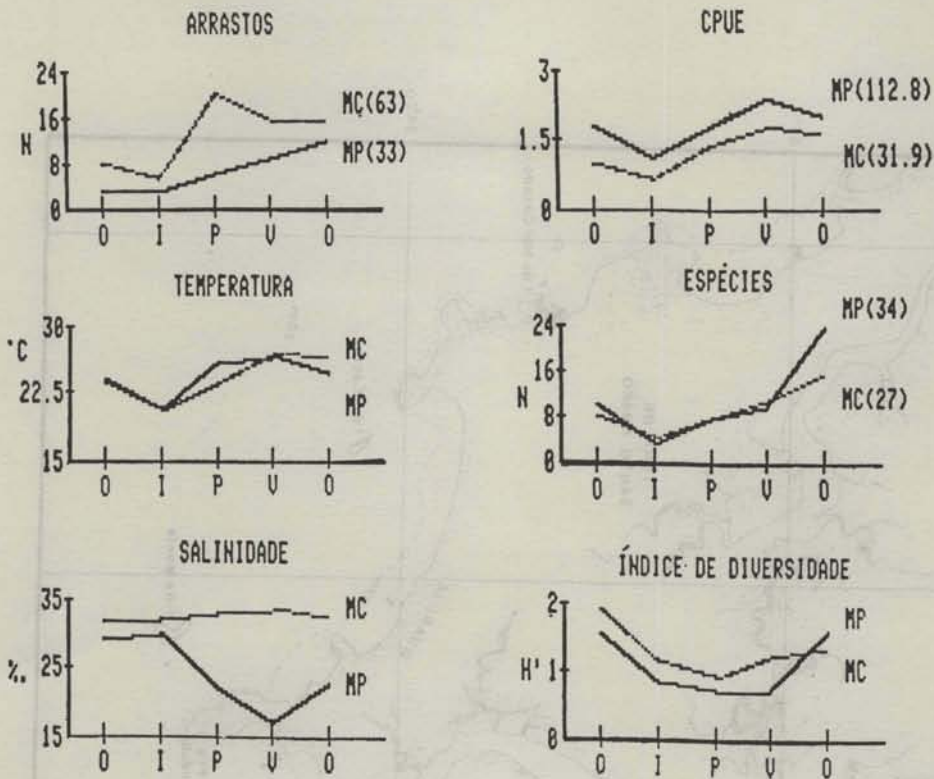 ARRASTOS
24
16
8
0
N
MÇ(63)
MP(33)
O I P V O
CPUE
3
1.5
0
MP(112.8)
MC(31.9)
O I P V O
TEMPERATURA
30
22.5
15
°C
MC
MP
O I P V O
ESPÉCIES
24
16
8
0
N
MP(34)
MC(27)
O I P V O
SALINIDADE
35
25
15
‰
MC
MP
O I P V O
ÍNDICE DE DIVERSIDADE
2
1
0
H'
MP
MC
O I P V O